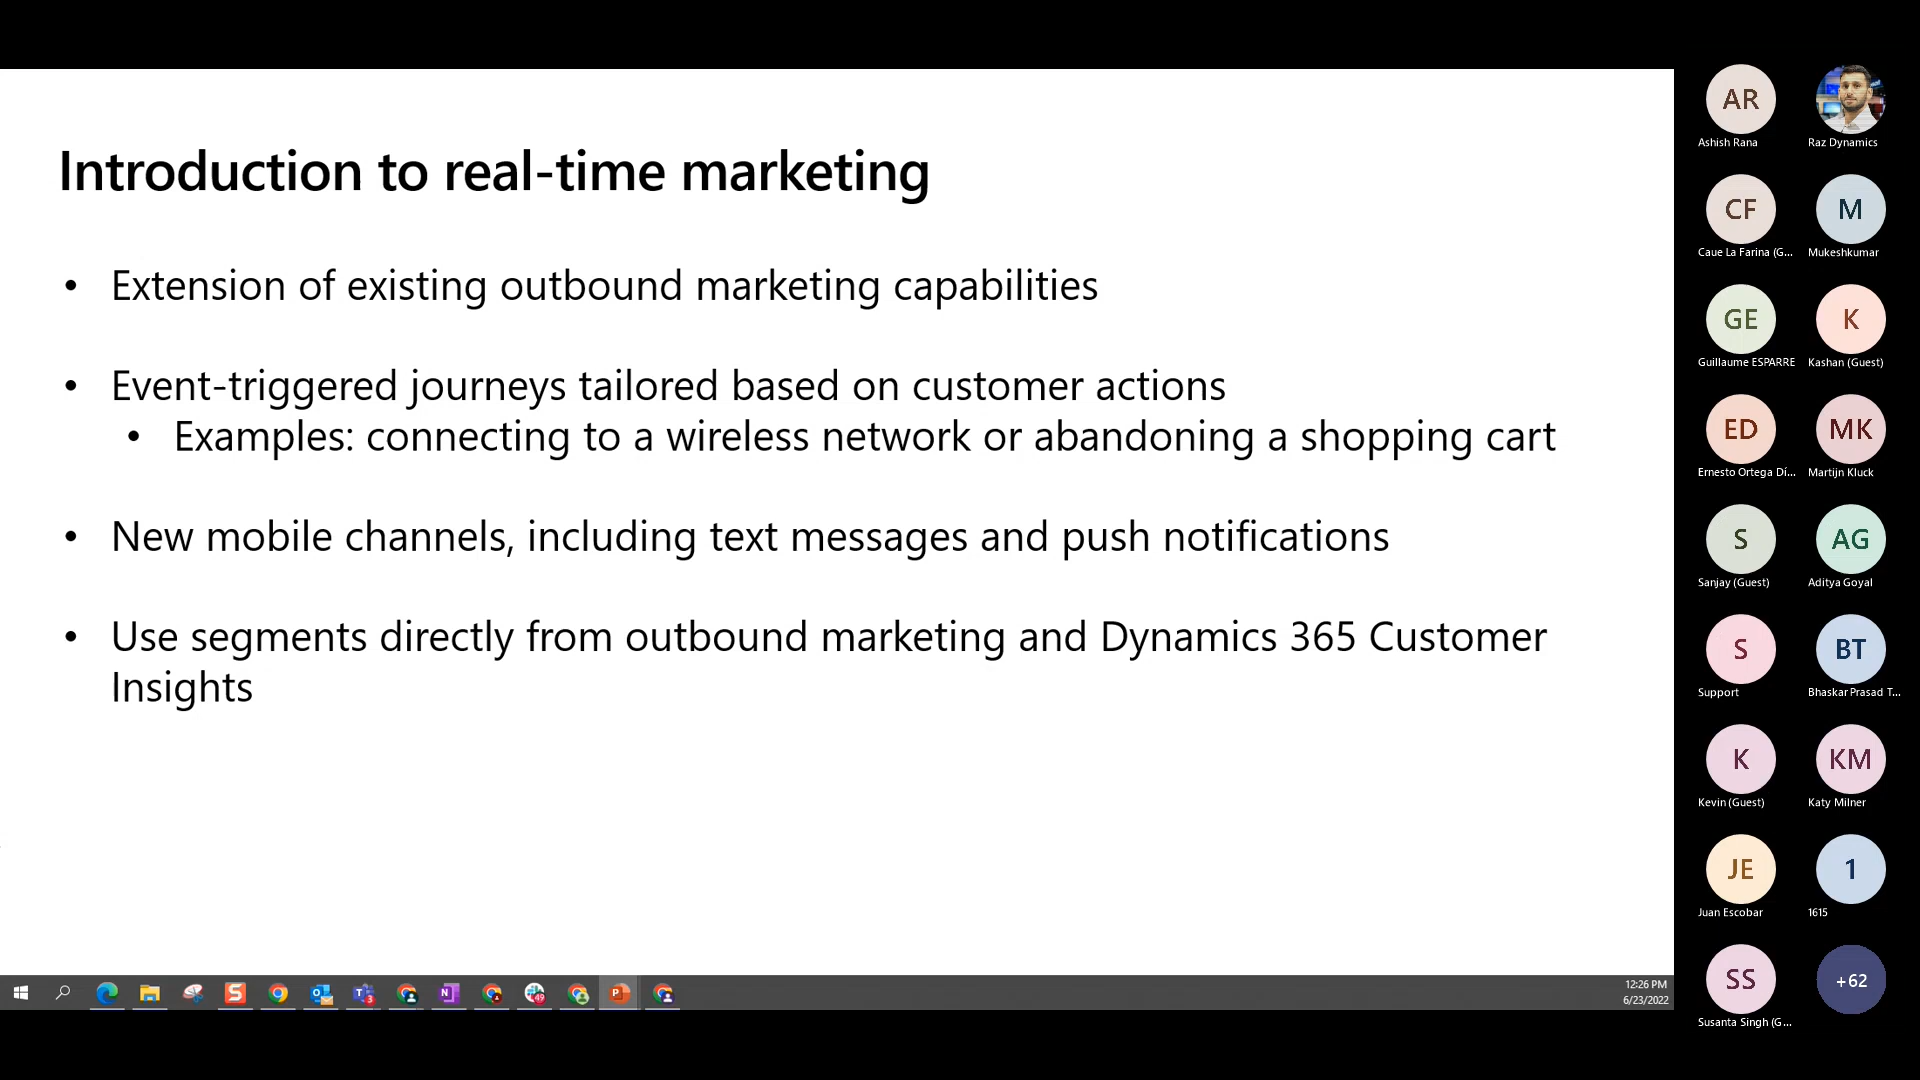 Introduction to real-time marketing
• Extension of existing outbound marketing capabilities
• Event-triggered journeys tailored based on customer actions
• Examples: connecting to a wireless network or abandoning a shopping cart
• New mobile channels, including text messages and push notifications
• Use segments directly from outbound marketing and Dynamics 365 Customer
Insights
AR
Ashish Rana
Raz Dynamics
CF
Caue La Farina (G...
M
Mukeshkumar
GE
Guillaume ESPARRE
K
Kashan (Guest)
ED
Ernesto Ortega Dí...
MK
Martijn Kluck
S
Sanjay (Guest)
AG
Aditya Goyal
S
Support
BT
Bhaskar Prasad T...
K
Kevin (Guest)
KM
Katy Milner
JE
Juan Escobar
1
1615
SS
Susanta Singh (G...
+62
12:26 PM
6/23/2022